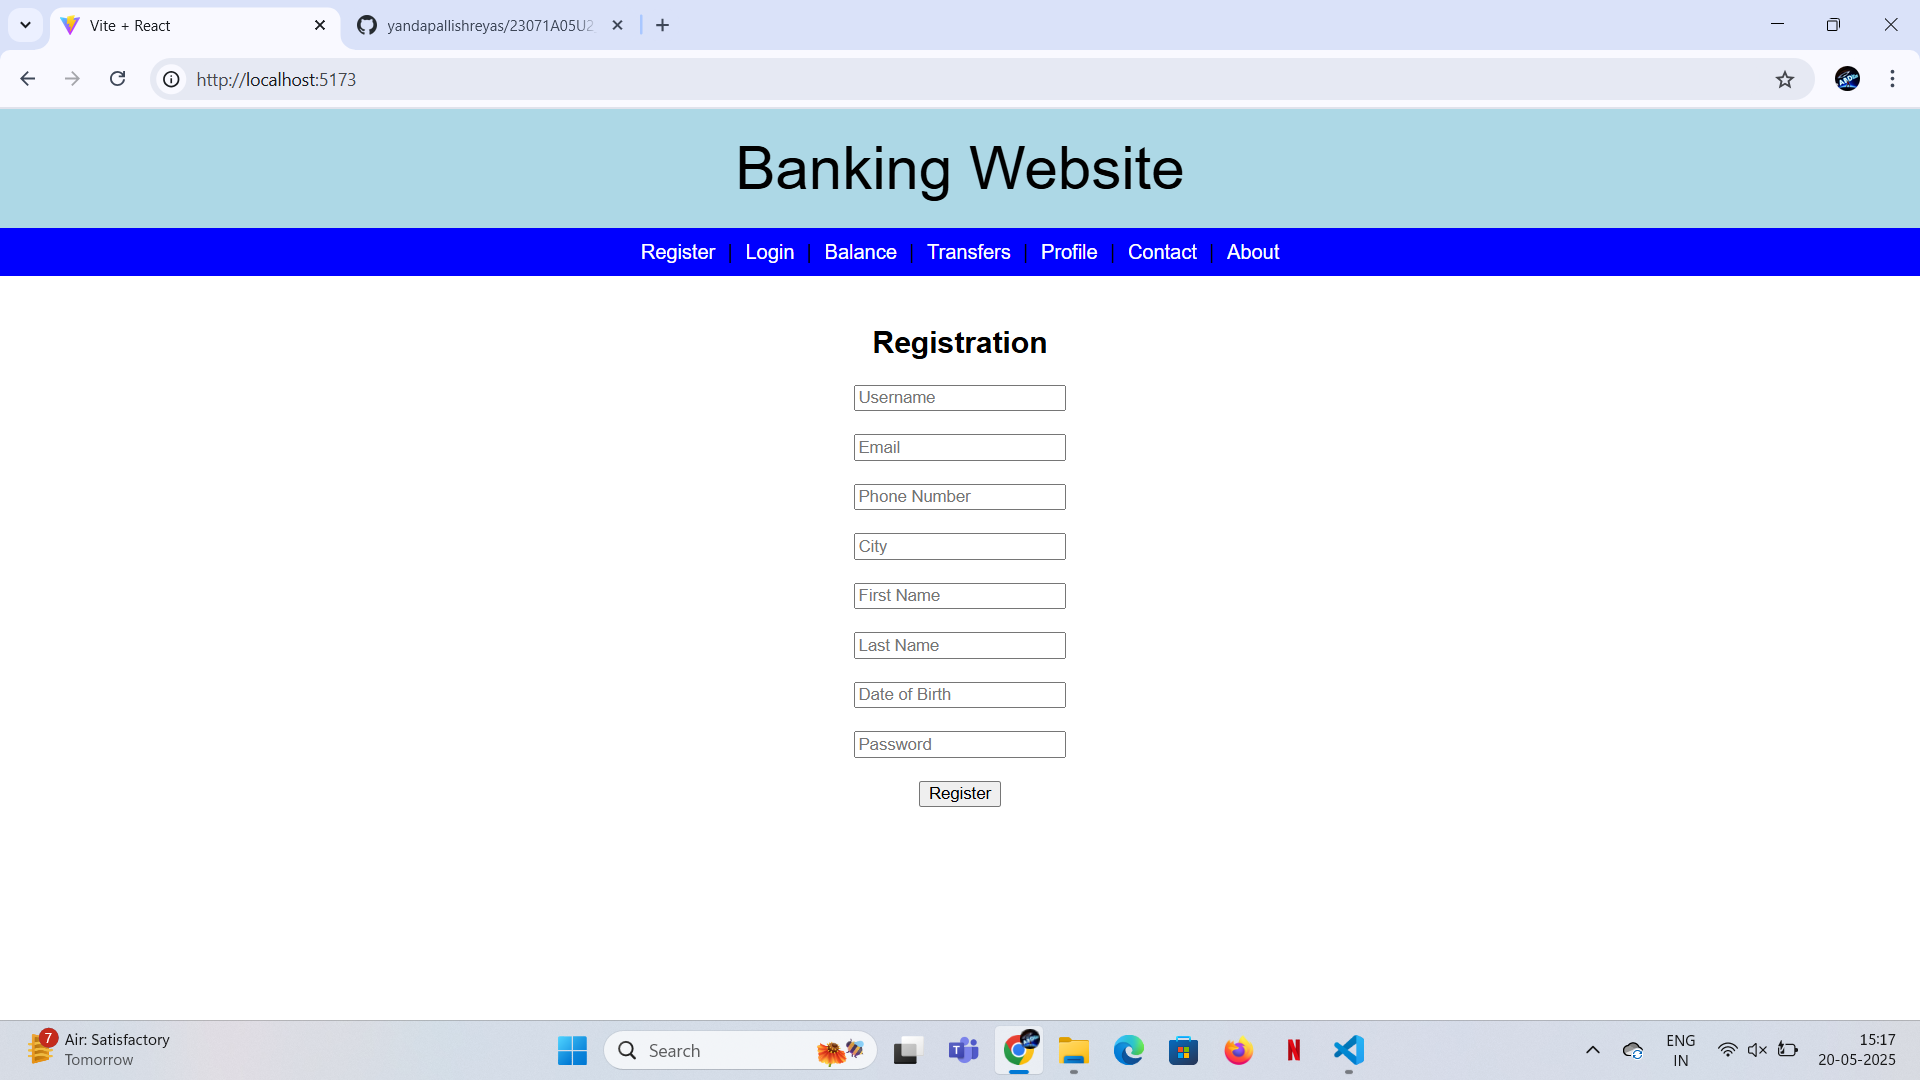 Vite + React
yandapallishreyas/23071A05U2
http://localhost:5173
Banking Website
Register | Login | Balance | Transfers | Profile | Contact | About
Registration
Username
Email
Phone Number
City
First Name
Last Name
Date of Birth
Password
Register
7
Air: Satisfactory
Tomorrow
Search
ENG
IN
15:17
20-05-2025